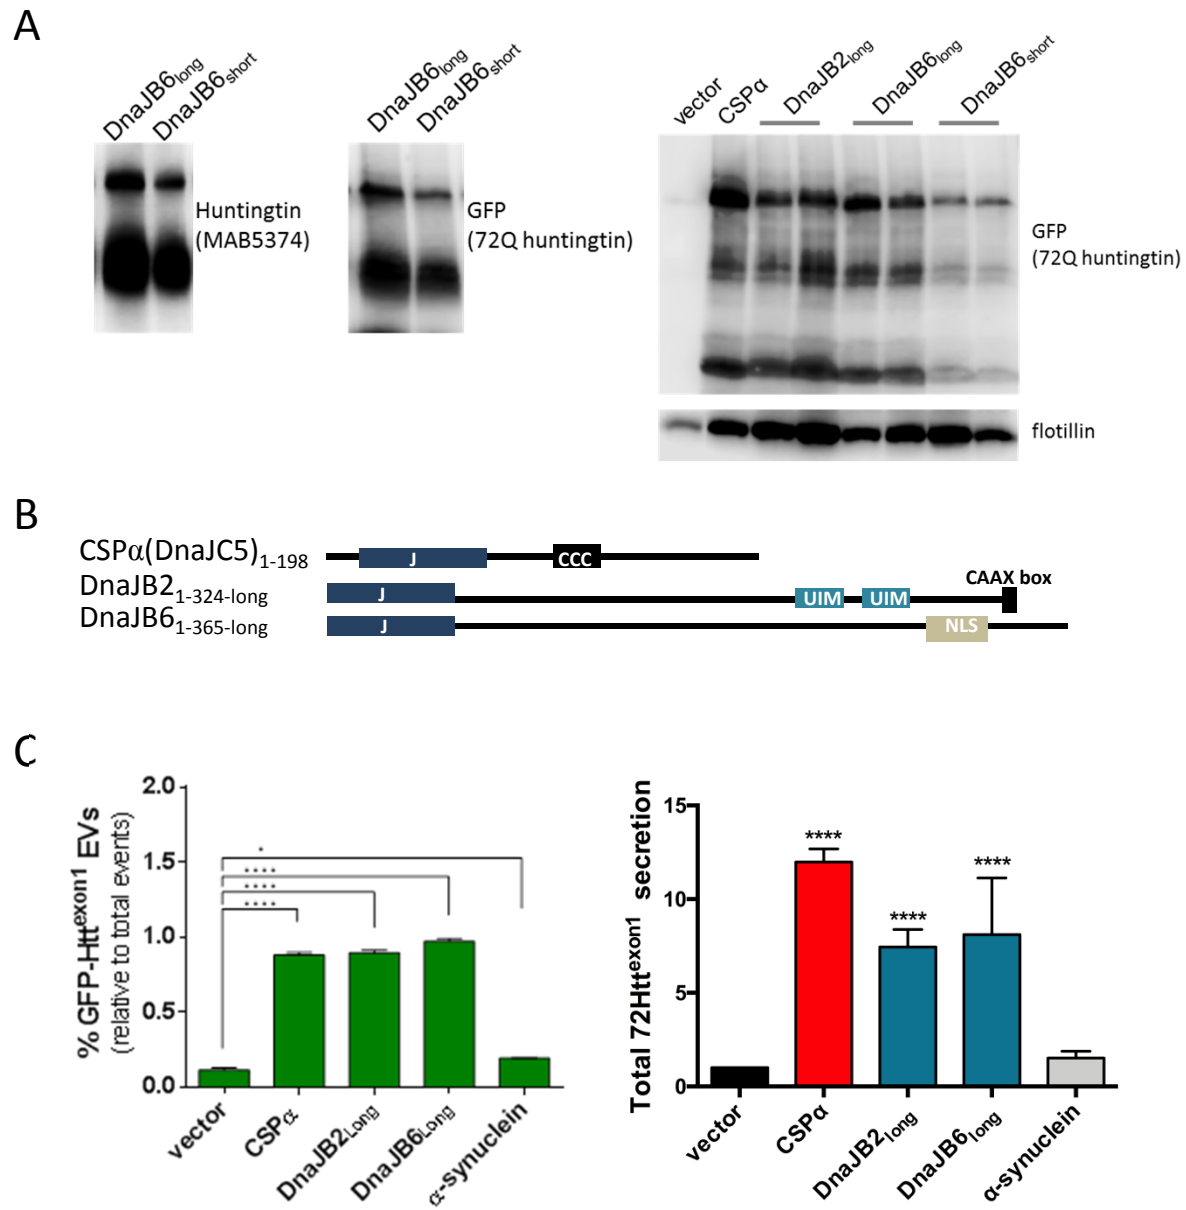 A
DnaJB6long
DnaJB6short
Huntingtin
(MAB5374)
DnaJB6long
DnaJB6short
GFP
(72Q huntingtin)
vector
CSPα
DnaJB2long
DnaJB6long
DnaJB6short
GFP
(72Q huntingtin)
flotillin
B
CSPα(DnaJC5)1-198
J
CCC
DnaJB21-324-long
J
UIM
UIM
CAAX box
DnaJB61-365-long
J
NLS
C
% GFP-Httexon1 EVs
(relative to total events)
2.0
1.5
1.0
0.5
0.0
*
****
****
****
vector
CSPα
DnaJB2Long
DnaJB6Long
α-synuclein
Total 72Httexon1 secretion
15
10
5
0
****
****
****
vector
CSPα
DnaJB2long
DnaJB6long
α-synuclein